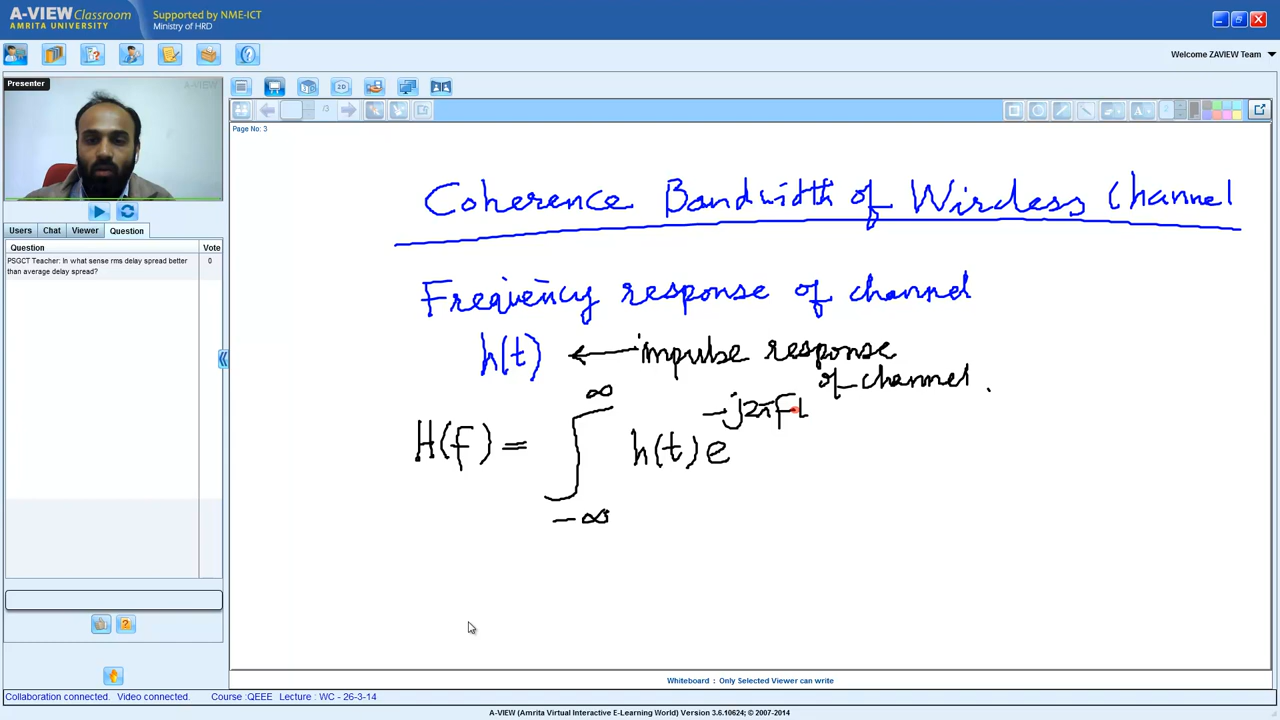 A-VIEW Classroom
AMRITA UNIVERSITY
Supported by NME-ICT
Ministry of HRD
Welcome ZAVIEW Team
Presenter
A-VIEW
/3
2D
A
2
Page No: 3
Users Chat Viewer Question
Question Vote
PSGCT Teacher: In what sense rms delay spread better than average delay spread? 0
Coherence Bandwidth of Wireless Channel
Frequency response of channel
h(t) ← impulse response
of channel.
∞
H(f) = ∫ h(t) e^-j2πft
-∞
Whiteboard : Only Selected Viewer can write
Collaboration connected. Video connected. Course :QEEE Lecture : WC - 26-3-14
A-VIEW (Amrita Virtual Interactive E-Learning World) Version 3.6.10624; © 2007-2014